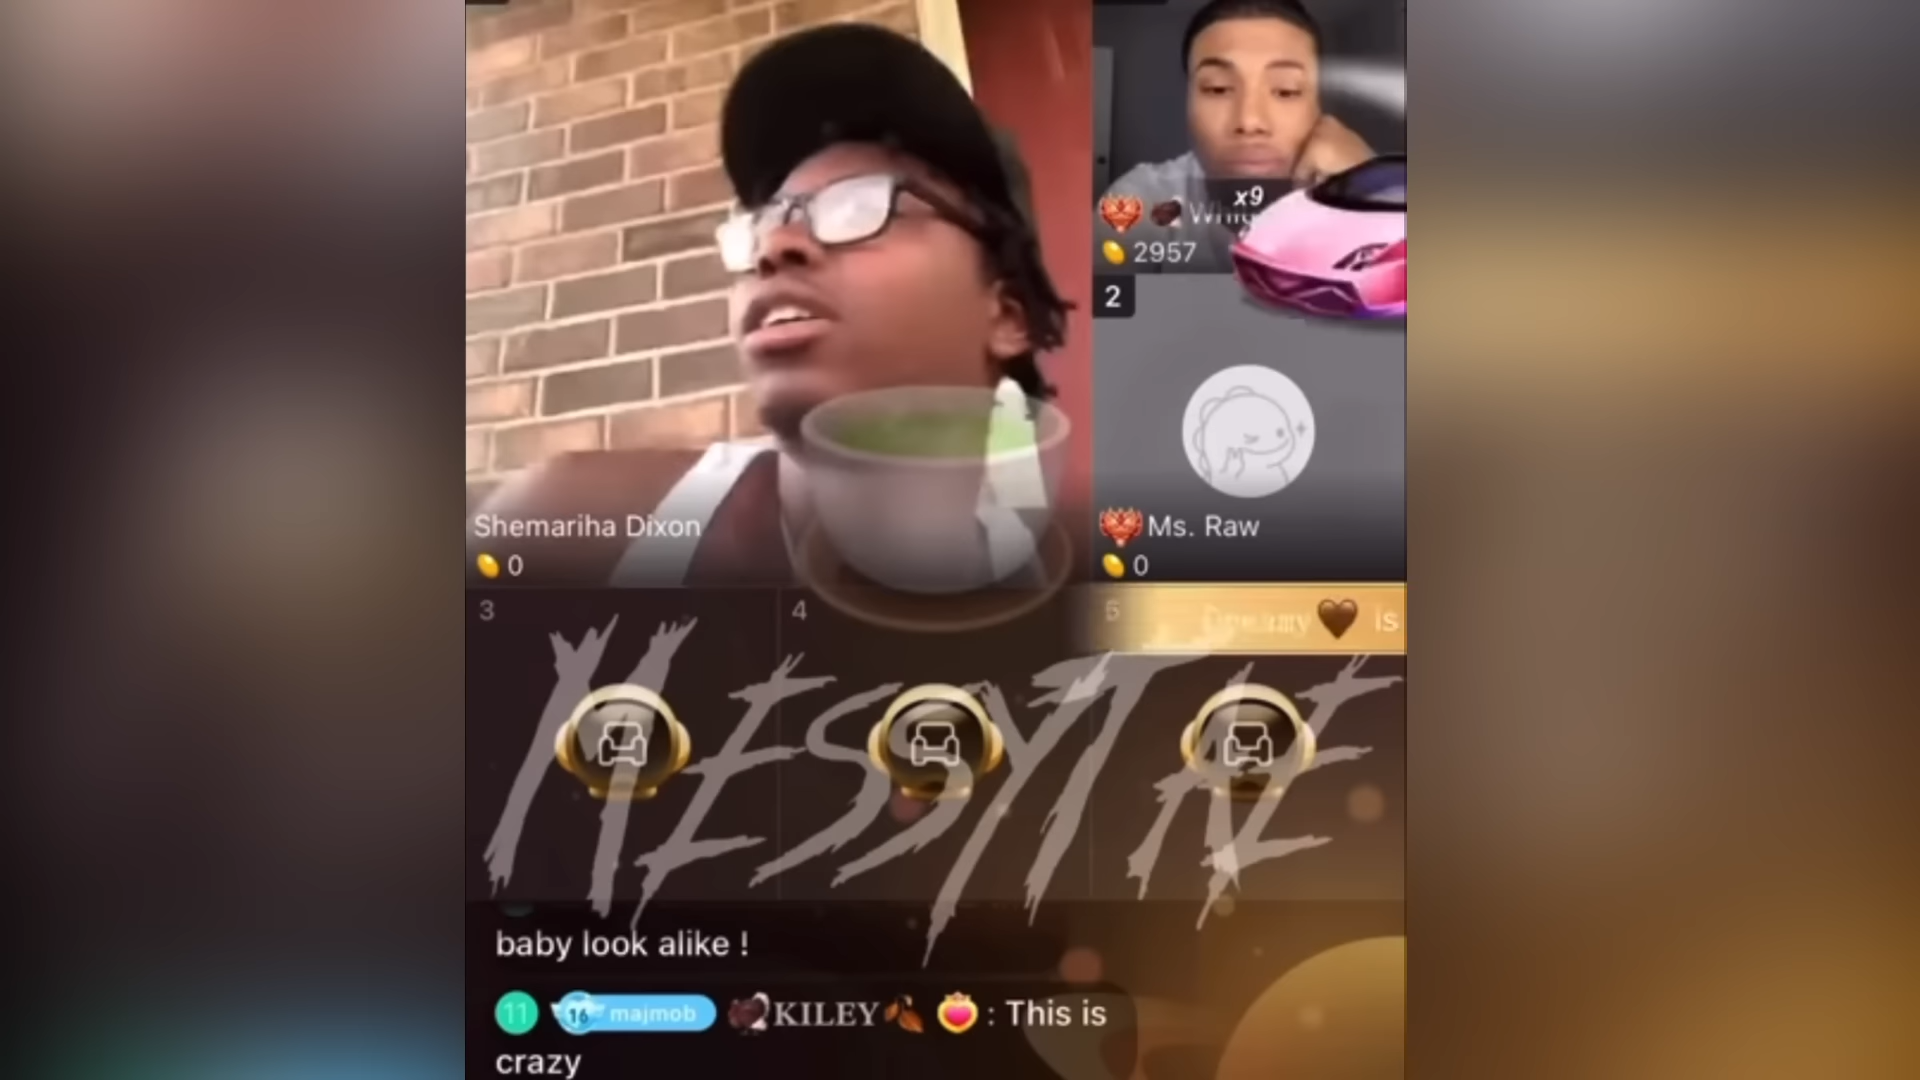 x9
2957
2
Shemariha Dixon
0
Ms. Raw
0
3
4
5
is
MESSYTAE
baby look alike !
11 16 majmob KILEY : This is
crazy